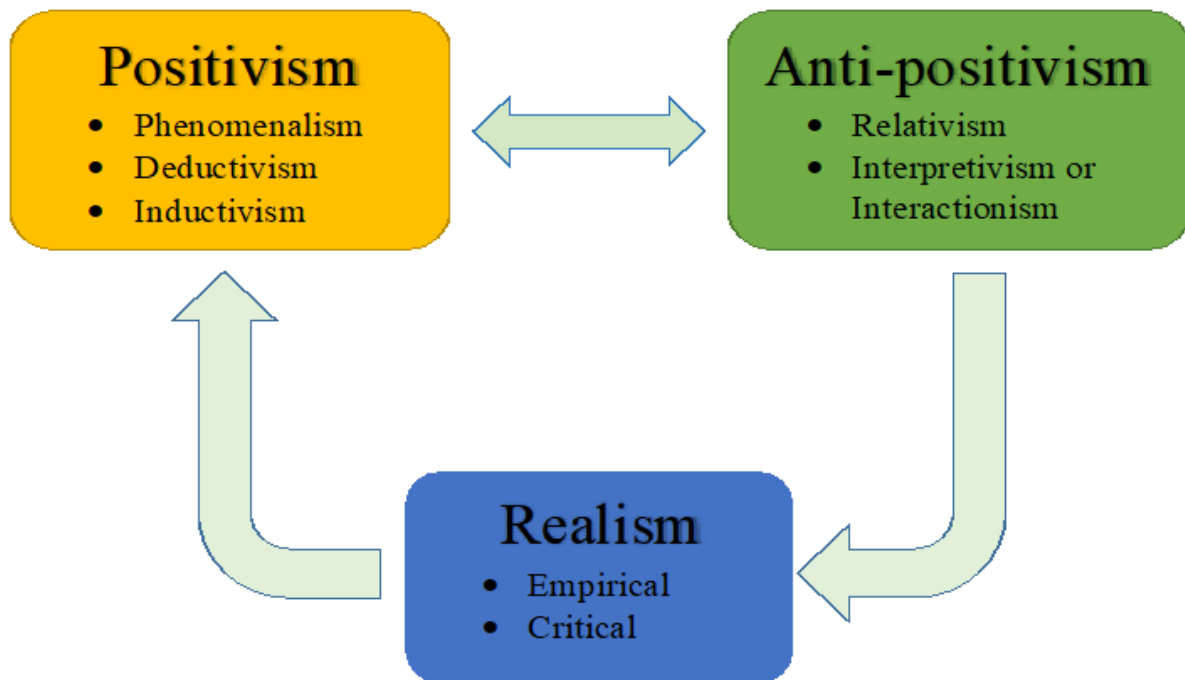 Positivism
• Phenomenalism
• Deductivism
• Inductivism
Anti-positivism
• Relativism
• Interpretivism or
Interactionism
Realism
• Empirical
• Critical